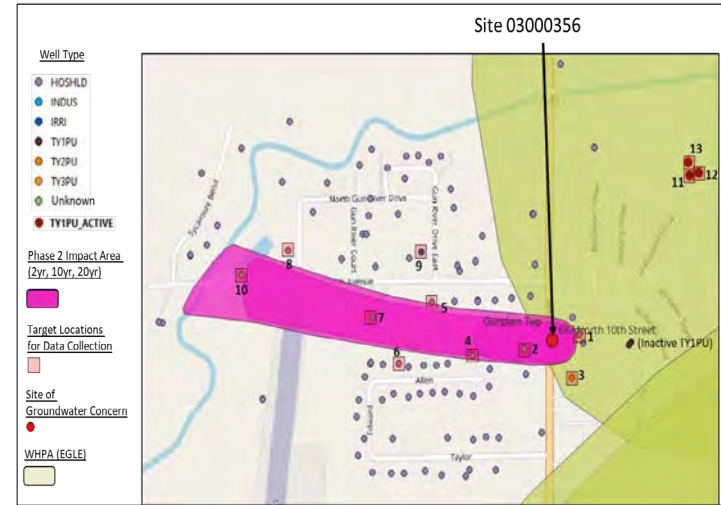 Site 03000356
Well Type
HOSHLD
INDUS
IRRI
TY1PU
TY2PU
TY3PU
Unknown
TY1PU_ACTIVE
Phase 2 Impact Area
(2yr, 10yr, 20yr)
Target Locations
for Data Collection
Site of
Groundwater Concern
WHPA (EGLE)
13
11
12
Sycamore Bend
North Gun River Drive
Gun River Court
Gun River Drive East
8
9
10
Avenue
5
7
Gunplain Twp
1
North 10th Street
(Inactive TY1PU)
4
2
6
3
Allen
Edward
Taylor